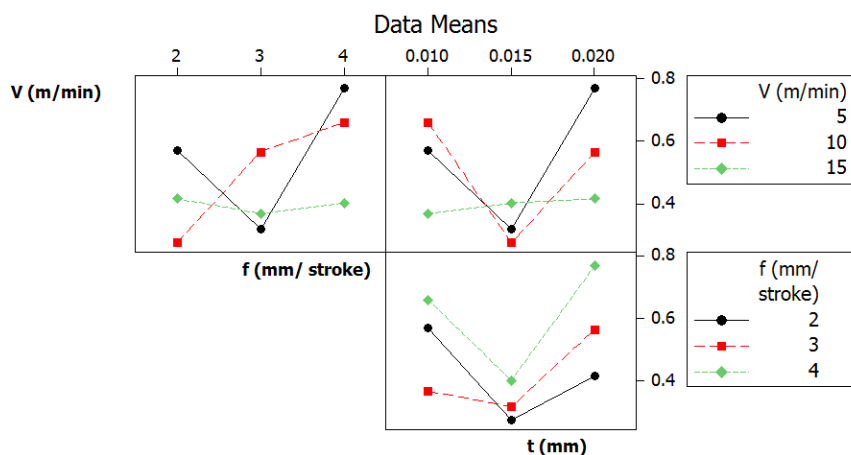 Data Means
2 3 4 0.010 0.015 0.020
V (m/min)
0.8
0.6
0.4
V (m/min)
5
10
15
f (mm/ stroke)
0.8
0.6
0.4
f (mm/
stroke)
2
3
4
t (mm)